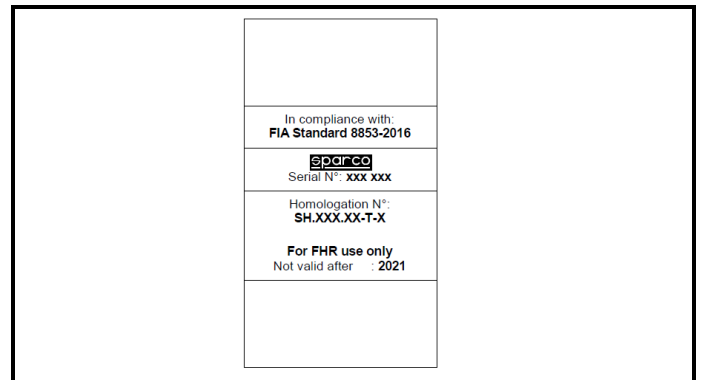 In compliance with:
FIA Standard 8853-2016
sparco
Serial N°: xxx xxx
Homologation N°:
SH.XXX.XX-T-X
For FHR use only
Not valid after : 2021